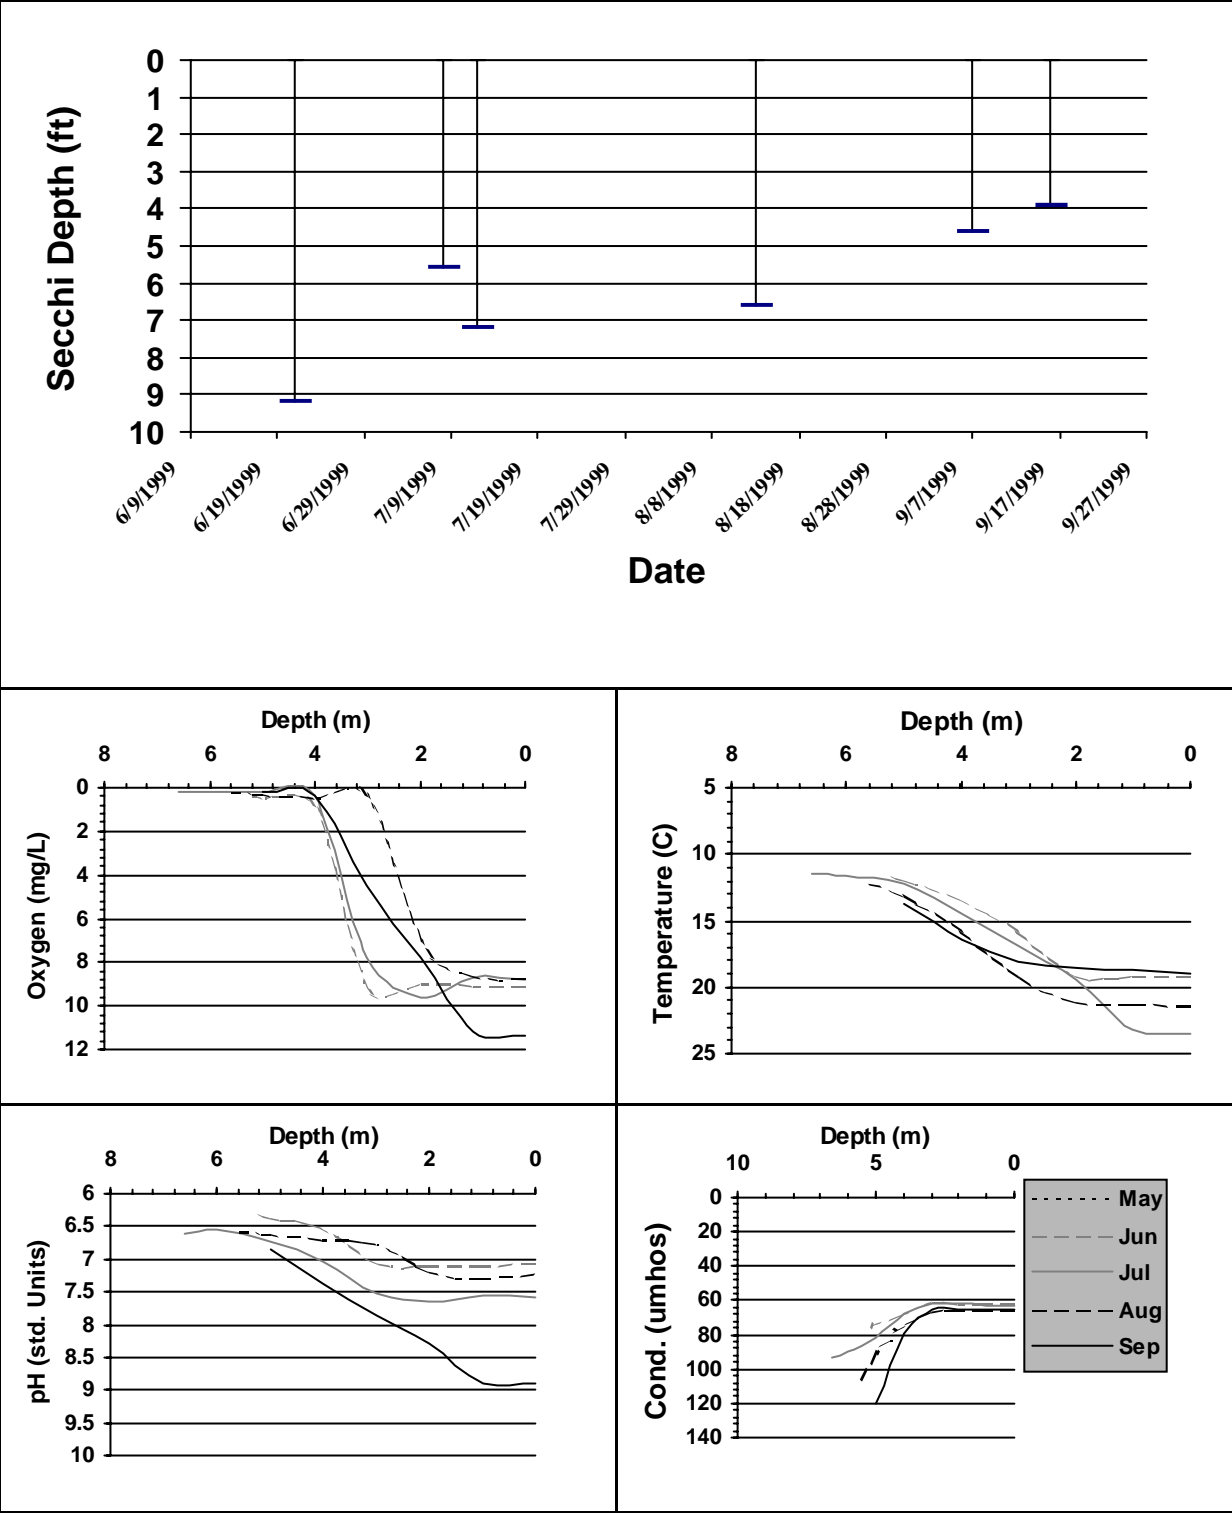 0
1
2
3
4
5
6
7
8
9
10
Secchi Depth (ft)
6/9/1999
6/19/1999
6/29/1999
7/9/1999
7/19/1999
7/29/1999
8/8/1999
8/18/1999
8/28/1999
9/7/1999
9/17/1999
9/27/1999
Date
Depth (m)
8 6 4 2 0
0
2
4
6
8
10
12
Oxygen (mg/L)
Depth (m)
8 6 4 2 0
5
10
15
20
25
Temperature (C)
Depth (m)
8 6 4 2 0
6
6.5
7
7.5
8
8.5
9
9.5
10
pH (std. Units)
Depth (m)
10 5 0
0
20
40
60
80
100
120
140
Cond. (umhos)
May
Jun
Jul
Aug
Sep